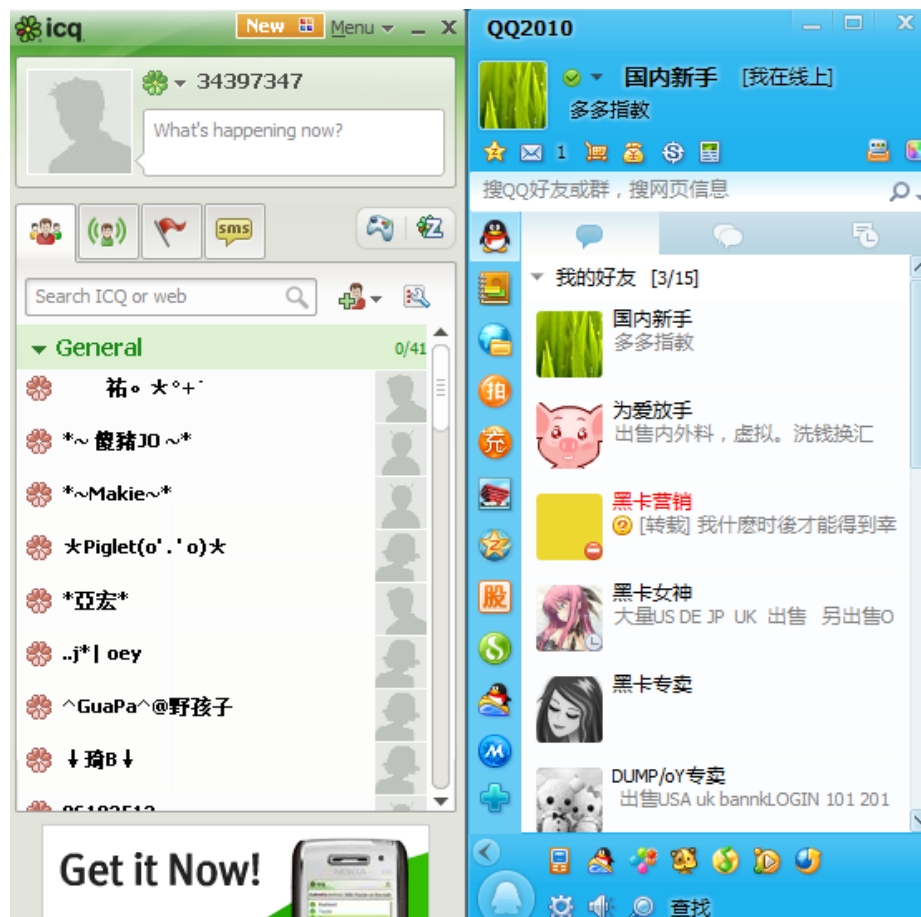 icq
New
Menu
34397347
What's happening now?
sms
Search ICQ or web
General
0/41
祐。★°+˙
*~ 傻豬JO ~*
*~Makie~*
★Piglet(o'.'o)★
*亞宏*
..j*| oey
^GuaPa^@野孩子
↓琦B↓
Get it Now!
NOKIA
QQ2010
国内新手 [我在线上]
多多指教
1
搜QQ好友或群，搜网页信息
我的好友 [3/15]
国内新手
多多指教
为爱放手
出售内外料，虚拟。洗钱换汇
黑卡营销
[转载] 我什麽时後才能得到幸
黑卡女神
大量US DE JP UK 出售 另出售O
黑卡专卖
DUMP/oY专卖
出售USA uk bannkLOGIN 101 201
拍
充
股
查找